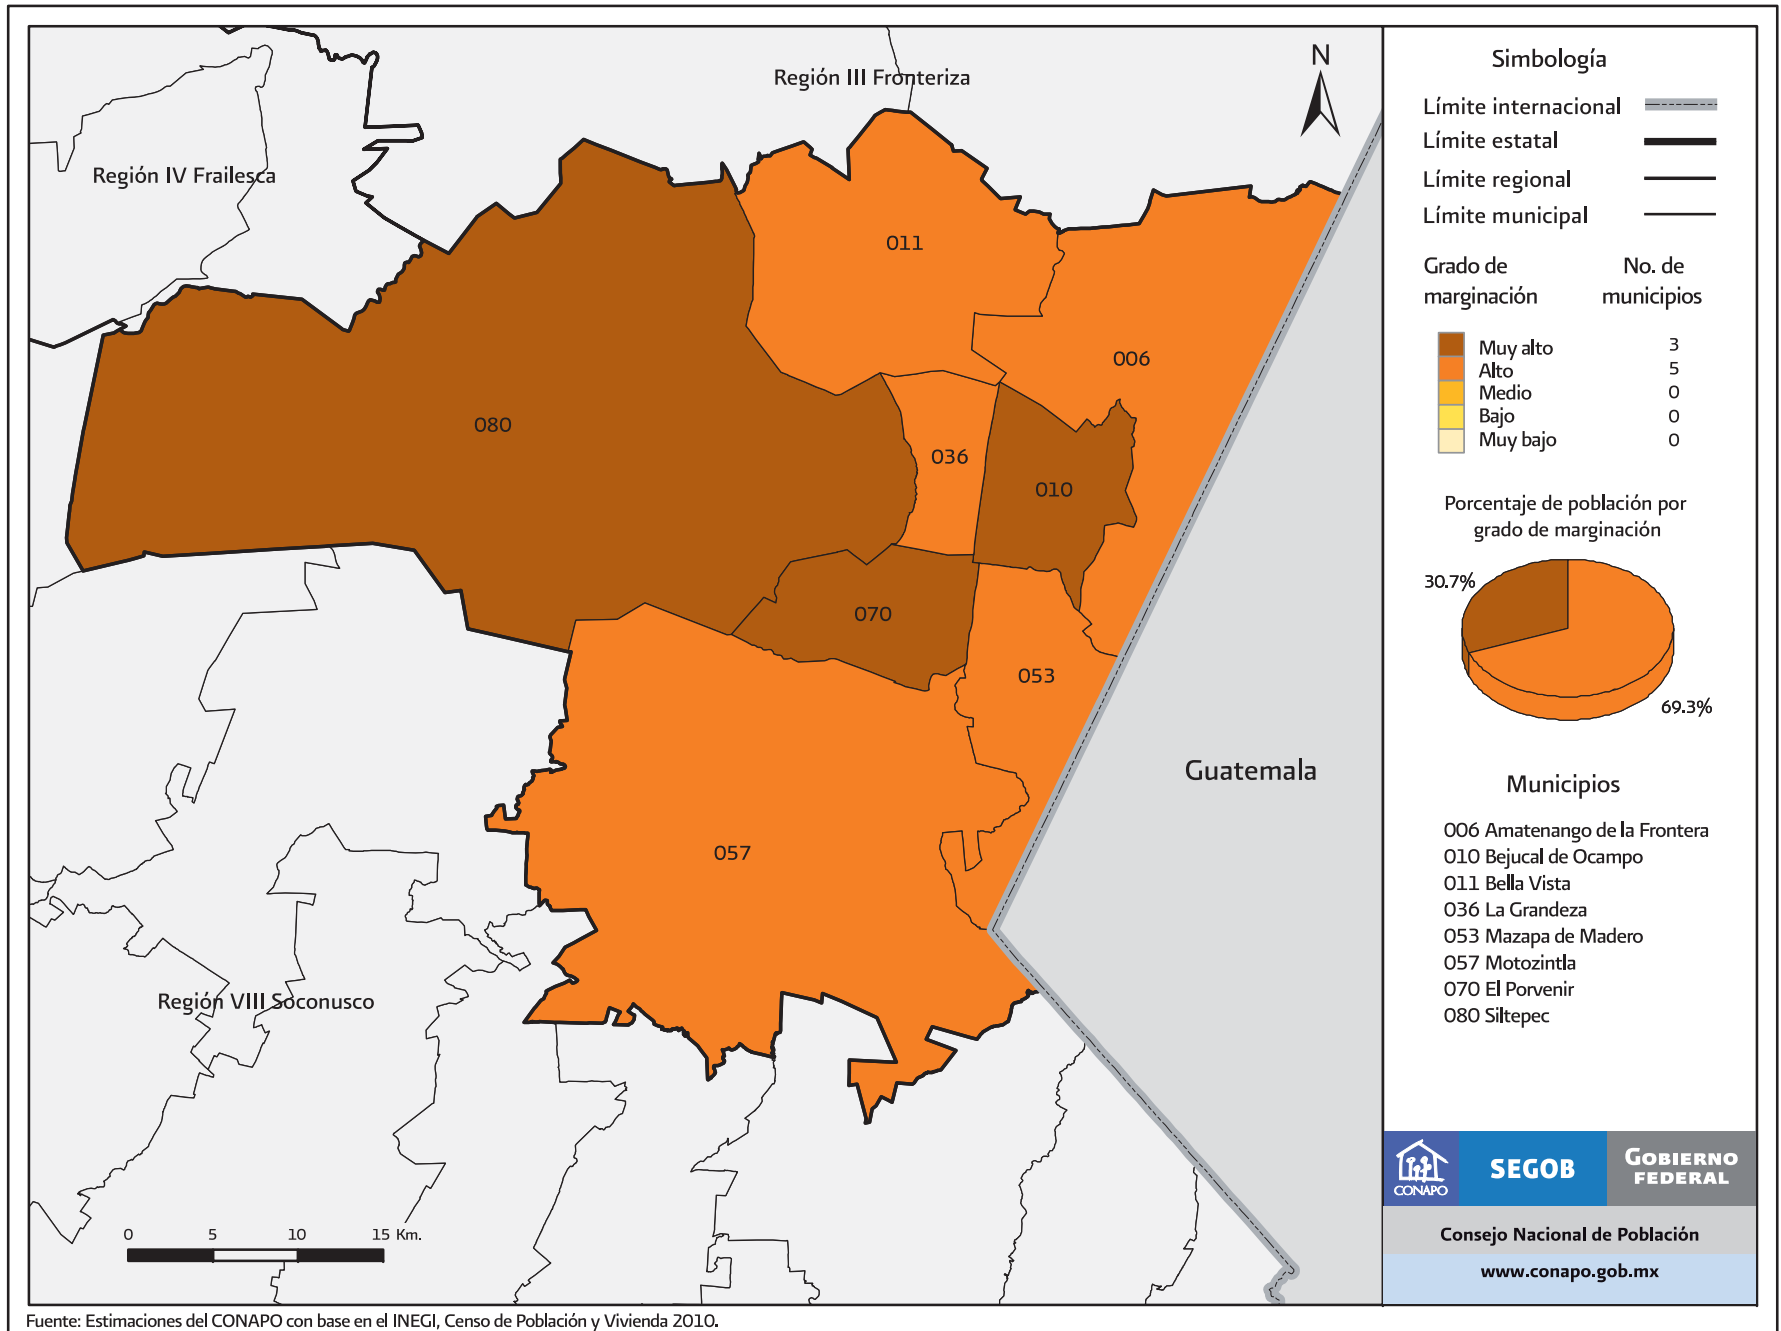 N
Región III Fronteriza
Región IV Frailesca
011
006
080
036
010
070
053
Guatemala
057
Región VIII Soconusco
0 5 10 15 Km.
Simbología
Límite internacional
Límite estatal
Límite regional
Límite municipal
Grado de marginación No. de municipios
Muy alto 3
Alto 5
Medio 0
Bajo 0
Muy bajo 0
Porcentaje de población por
grado de marginación
30.7%
69.3%
Municipios
006 Amatenango de la Frontera
010 Bejucal de Ocampo
011 Bella Vista
036 La Grandeza
053 Mazapa de Madero
057 Motozintla
070 El Porvenir
080 Siltepec
CONAPO
SEGOB
GOBIERNO
FEDERAL
Consejo Nacional de Población
www.conapo.gob.mx
Fuente: Estimaciones del CONAPO con base en el INEGI, Censo de Población y Vivienda 2010.